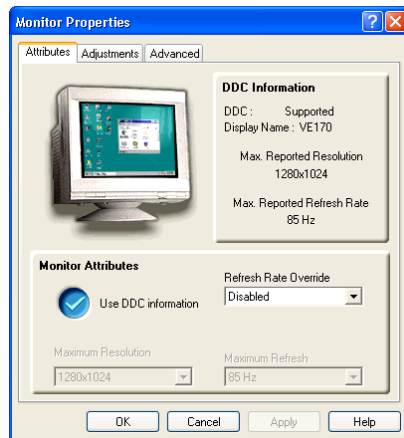 Monitor Properties
Attributes
Adjustments
Advanced
DDC Information
DDC : Supported
Display Name : VE170
Max. Reported Resolution
1280x1024
Max. Reported Refresh Rate
85 Hz
Monitor Attributes
Use DDC information
Refresh Rate Override
Disabled
Maximum Resolution
1280x1024
Maximum Refresh
85 Hz
OK
Cancel
Apply
Help